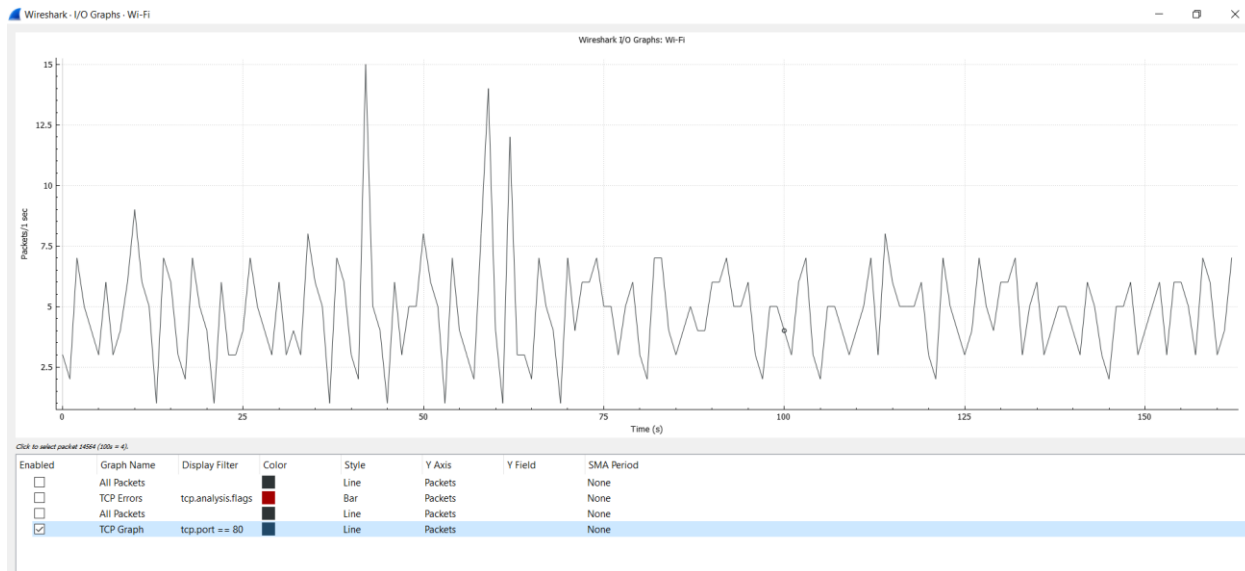 Wireshark · I/O Graphs · Wi-Fi
Wireshark I/O Graphs: Wi-Fi
15
12.5
10
7.5
5
2.5
Packets/1 sec
0 25 50 75 100 125 150
Time (s)
Click to select packet 14564 (100s = 4).
Enabled Graph Name Display Filter Color Style Y Axis Y Field SMA Period
All Packets Line Packets None
TCP Errors tcp.analysis.flags Bar Packets None
All Packets Line Packets None
TCP Graph tcp.port == 80 Line Packets None